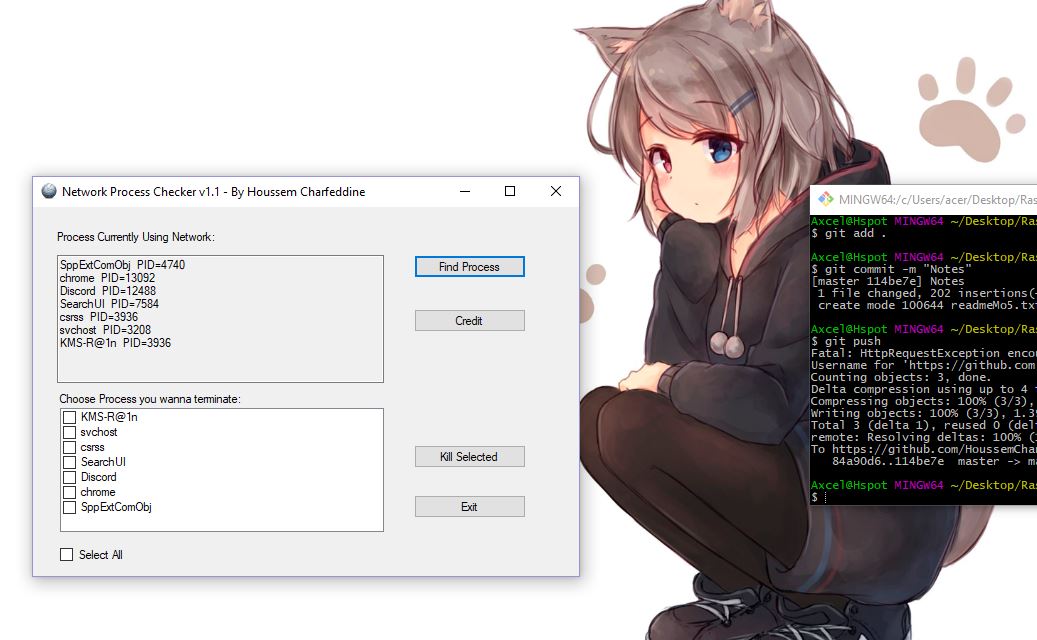 Network Process Checker v1.1 - By Houssem Charfeddine
Process Currently Using Network:
SppExtComObj PID=4740
chrome PID=13092
Discord PID=12488
SearchUI PID=7584
csrss PID=3936
svchost PID=3208
KMS-R@1n PID=3936
Find Process
Credit
Choose Process you wanna terminate:
KMS-R@1n
svchost
csrss
SearchUI
Discord
chrome
SppExtComObj
Kill Selected
Exit
Select All
MINGW64:/c/Users/acer/Desktop/Ras
Axcel@Hspot MINGW64 ~/Desktop/Ra
$ git add .
Axcel@Hspot MINGW64 ~/Desktop/Ra
$ git commit -m "Notes"
[master 114be7e] Notes
1 file changed, 202 insertions(
create mode 100644 readmeMo5.tx
Axcel@Hspot MINGW64 ~/Desktop/Ra
$ git push
Fatal: HttpRequestException enco
Username for 'https://github.com
Counting objects: 3, done.
Delta compression using up to 4
Compressing objects: 100% (3/3),
Writing objects: 100% (3/3), 1.3
Total 3 (delta 1), reused 0 (del
remote: Resolving deltas: 100% (
To https://github.com/HoussemCha
84a90d6..114be7e master -> ma
Axcel@Hspot MINGW64 ~/Desktop/Ra
$